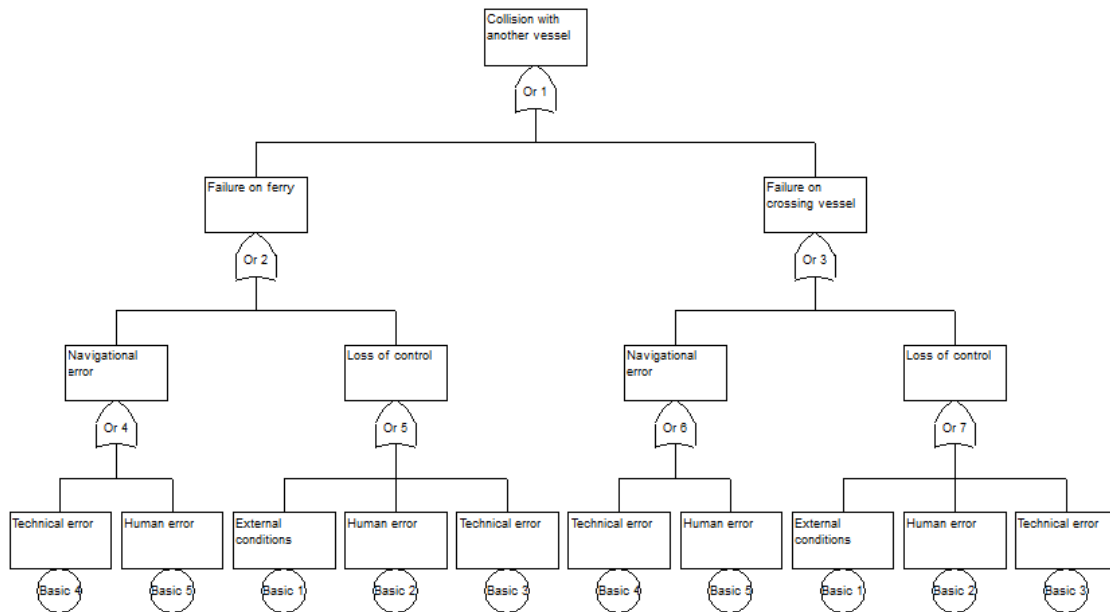 Collision with
another vessel
Or 1
Failure on ferry
Failure on
crossing vessel
Or 2
Or 3
Navigational
error
Loss of control
Navigational
error
Loss of control
Or 4
Or 5
Or 6
Or 7
Technical error
Human error
External
conditions
Human error
Technical error
Technical error
Human error
External
conditions
Human error
Technical error
Basic 4
Basic 5
Basic 1
Basic 2
Basic 3
Basic 4
Basic 5
Basic 1
Basic 2
Basic 3